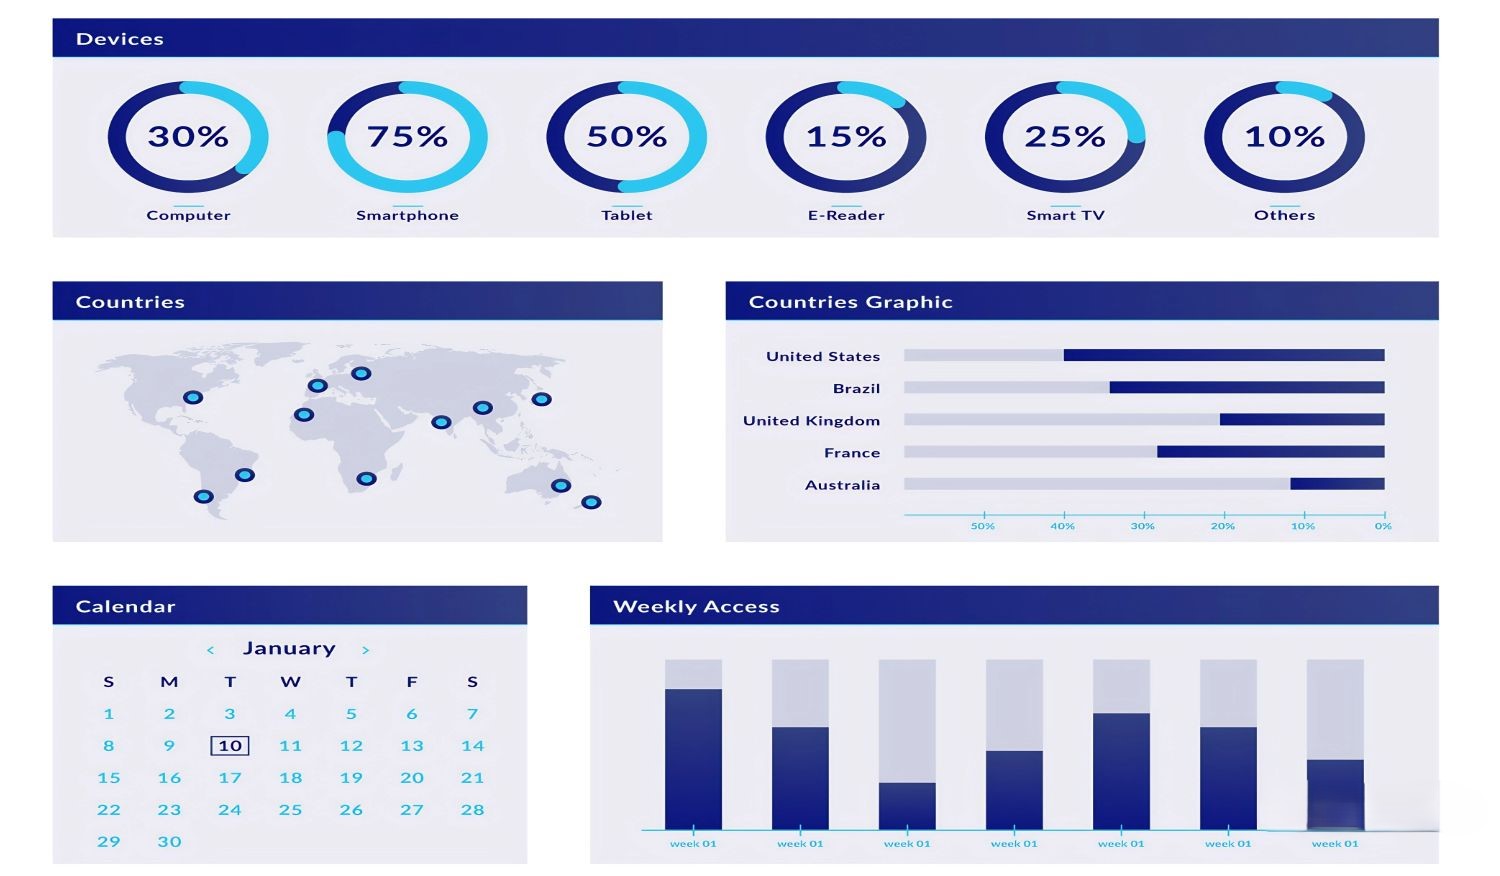 Devices
30% 75% 50% 15% 25% 10%
Computer Smartphone Tablet E-Reader Smart TV Others
Countries
Countries Graphic
United States
Brazil
United Kingdom
France
Australia
50% 40% 30% 20% 10% 0%
Calendar
< January >
S M T W T F S
1 2 3 4 5 6 7
8 9 10 11 12 13 14
15 16 17 18 19 20 21
22 23 24 25 26 27 28
29 30
Weekly Access
week 01 week 01 week 01 week 01 week 01 week 01 week 01